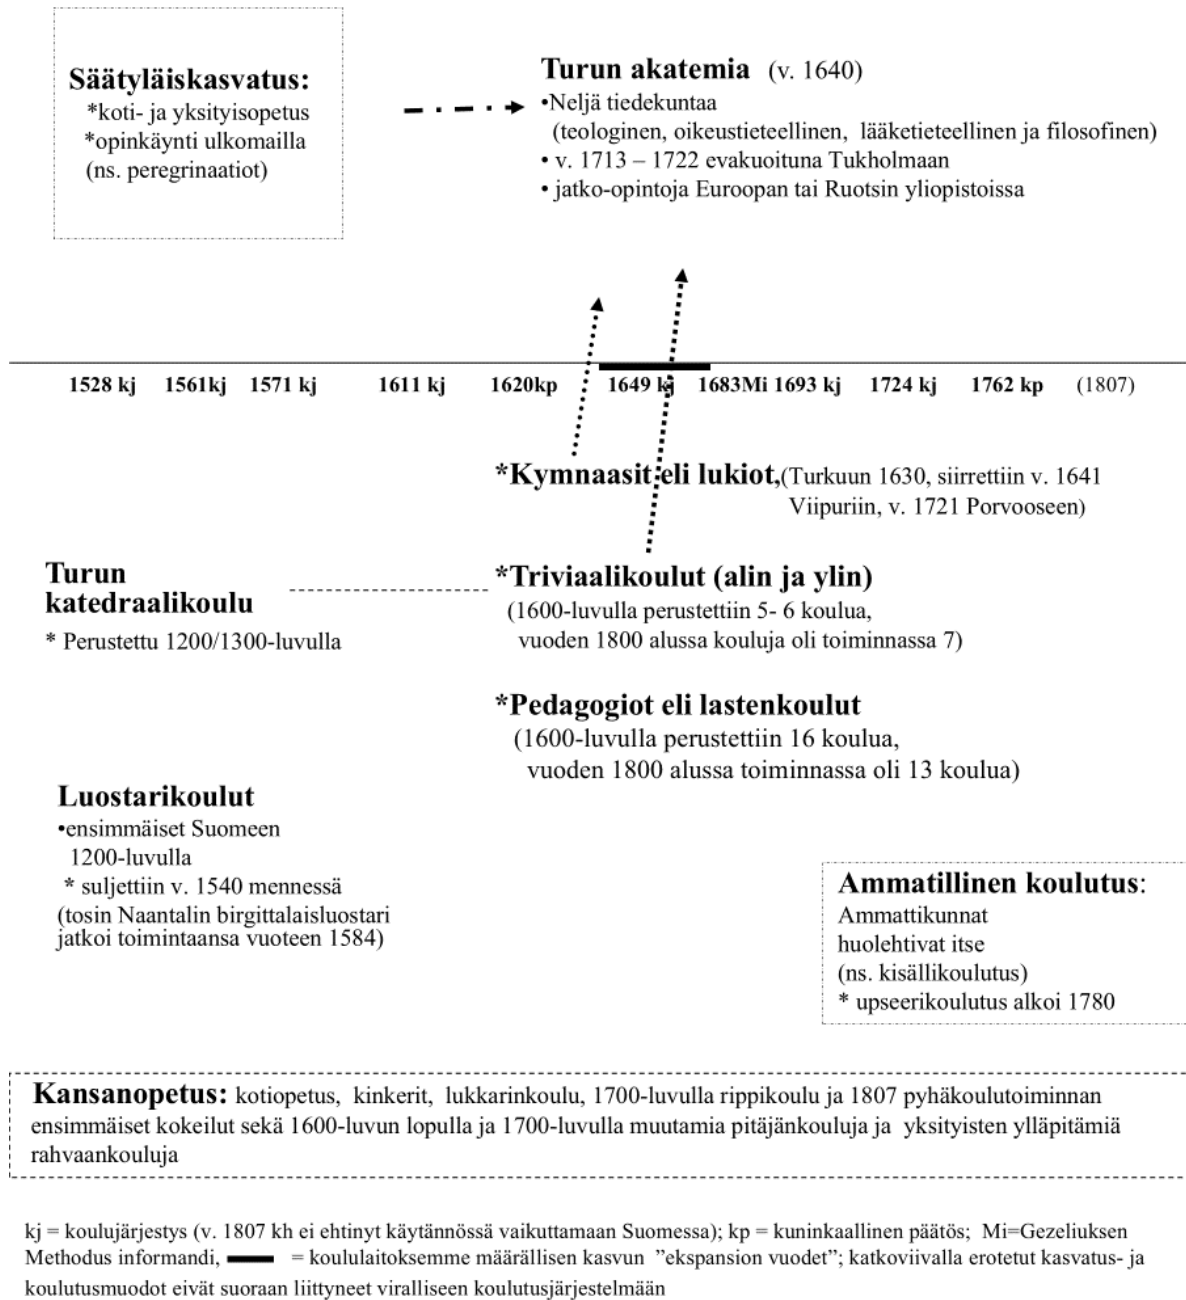 Säätyläiskasvatus:
*koti- ja yksityisopetus
*opinkäynti ulkomailla
(ns. peregrinaatiot)
Turun akatemia (v. 1640)
•Neljä tiedekuntaa
(teologinen, oikeustieteellinen, lääketieteellinen ja filosofinen)
• v. 1713 – 1722 evakuoituna Tukholmaan
• jatko-opintoja Euroopan tai Ruotsin yliopistoissa
1528 kj 1561kj 1571 kj 1611 kj 1620kp 1649 kj 1683Mi 1693 kj 1724 kj 1762 kp (1807)
*Kymnaasit eli lukiot,(Turkuun 1630, siirrettiin v. 1641
Viipuriin, v. 1721 Porvooseen)
Turun
katedraalikoulu
* Perustettu 1200/1300-luvulla
*Triviaalikoulut (alin ja ylin)
(1600-luvulla perustettiin 5- 6 koulua,
vuoden 1800 alussa kouluja oli toiminnassa 7)
*Pedagogiot eli lastenkoulut
(1600-luvulla perustettiin 16 koulua,
vuoden 1800 alussa toiminnassa oli 13 koulua)
Luostarikoulut
•ensimmäiset Suomeen
1200-luvulla
* suljettiin v. 1540 mennessä
(tosin Naantalin birgittalaisluostari
jatkoi toimintaansa vuoteen 1584)
Ammatillinen koulutus:
Ammattikunnat
huolehtivat itse
(ns. kisällikoulutus)
* upseerikoulutus alkoi 1780
Kansanopetus: kotiopetus, kinkerit, lukkarinkoulu, 1700-luvulla rippikoulu ja 1807 pyhäkoulutoiminnan
ensimmäiset kokeilut sekä 1600-luvun lopulla ja 1700-luvulla muutamia pitäjänkouluja ja yksityisten ylläpitämiä
rahvaankouluja
kj = koulujärjestys (v. 1807 kh ei ehtinyt käytännössä vaikuttamaan Suomessa); kp = kuninkaallinen päätös; Mi=Gezeliuksen
Methodus informandi, = koululaitoksemme määrällisen kasvun ”ekspansion vuodet”; katkoviivalla erotetut kasvatus- ja
koulutusmuodot eivät suoraan liittyneet viralliseen koulutusjärjestelmään